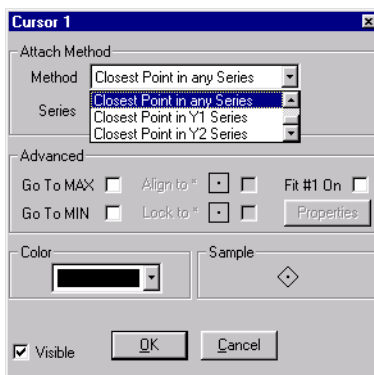 Cursor 1
Attach Method
Method Closest Point in any Series
Closest Point in any Series
Series Closest Point in Y1 Series
Closest Point in Y2 Series
Advanced
Go To MAX Align to * Fit #1 On
Go To MIN Lock to * Properties
Color Sample
Visible OK Cancel